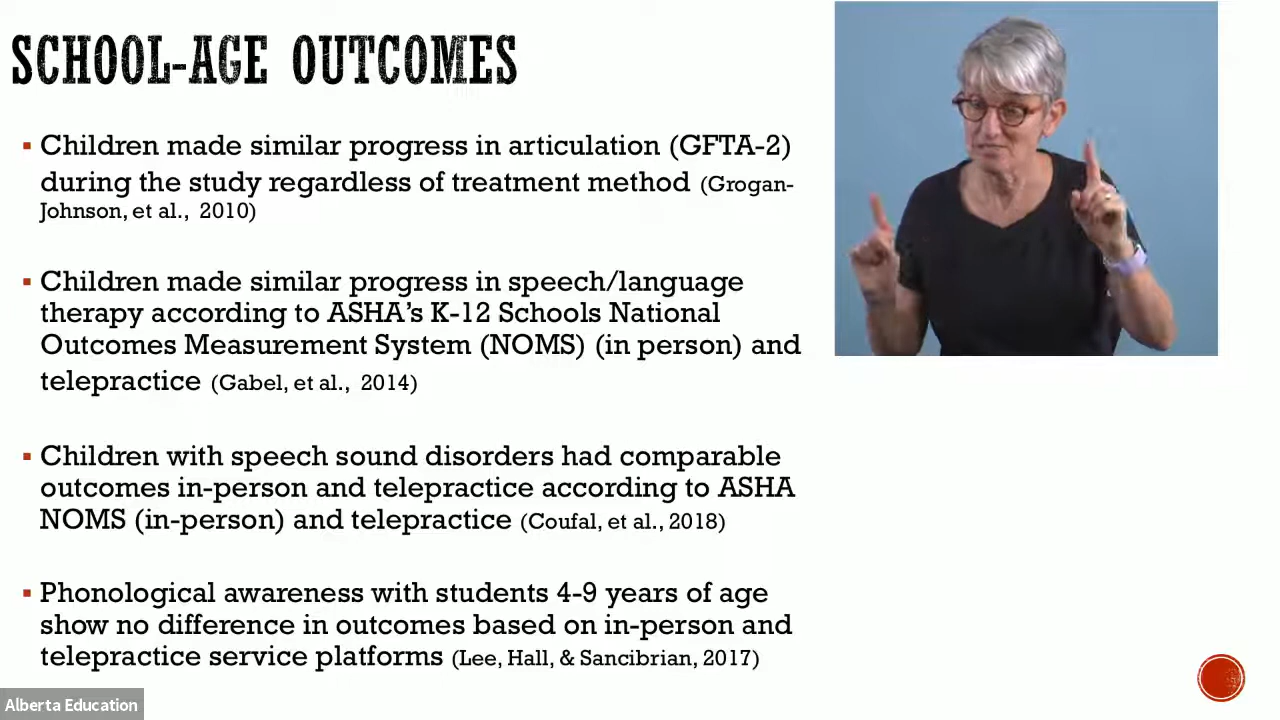 SCHOOL-AGE OUTCOMES
▪ Children made similar progress in articulation (GFTA-2)
during the study regardless of treatment method (Grogan-
Johnson, et al., 2010)
▪ Children made similar progress in speech/language
therapy according to ASHA’s K-12 Schools National
Outcomes Measurement System (NOMS) (in person) and
telepractice (Gabel, et al., 2014)
▪ Children with speech sound disorders had comparable
outcomes in-person and telepractice according to ASHA
NOMS (in-person) and telepractice (Coufal, et al., 2018)
▪ Phonological awareness with students 4-9 years of age
show no difference in outcomes based on in-person and
telepractice service platforms (Lee, Hall, & Sancibrian, 2017)
Alberta Education